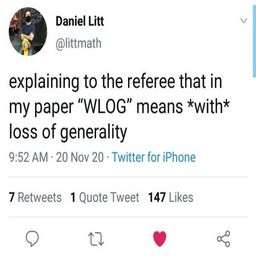 Daniel Litt
@littmath
explaining to the referee that in
my paper “WLOG” means *with*
loss of generality
9:52 AM · 20 Nov 20 · Twitter for iPhone
7 Retweets 1 Quote Tweet 147 Likes